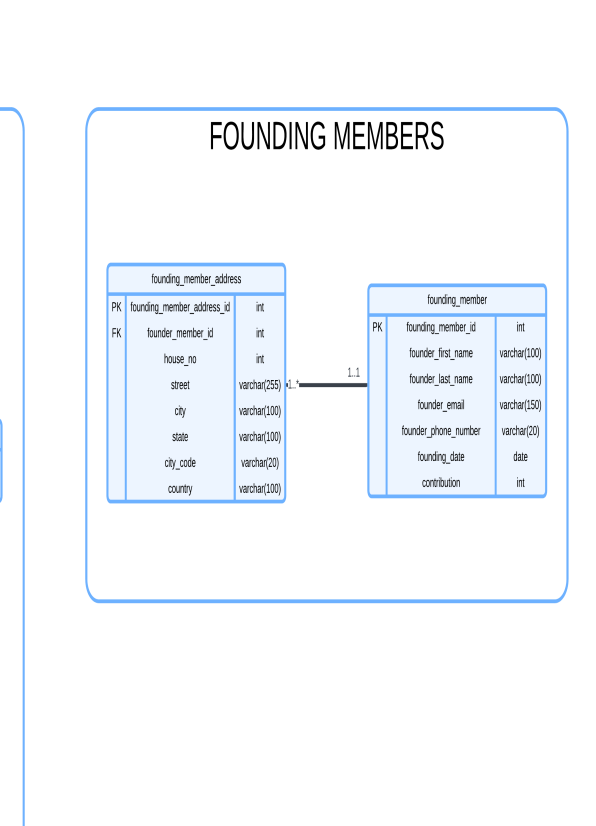 FOUNDING MEMBERS
founding_member_address
PK founding_member_address_id int
FK founder_member_id int
house_no int
street varchar(255)
city varchar(100)
state varchar(100)
city_code varchar(20)
country varchar(100)
1..*
1..1
founding_member
PK founding_member_id int
founder_first_name varchar(100)
founder_last_name varchar(100)
founder_email varchar(150)
founder_phone_number varchar(20)
founding_date date
contribution int